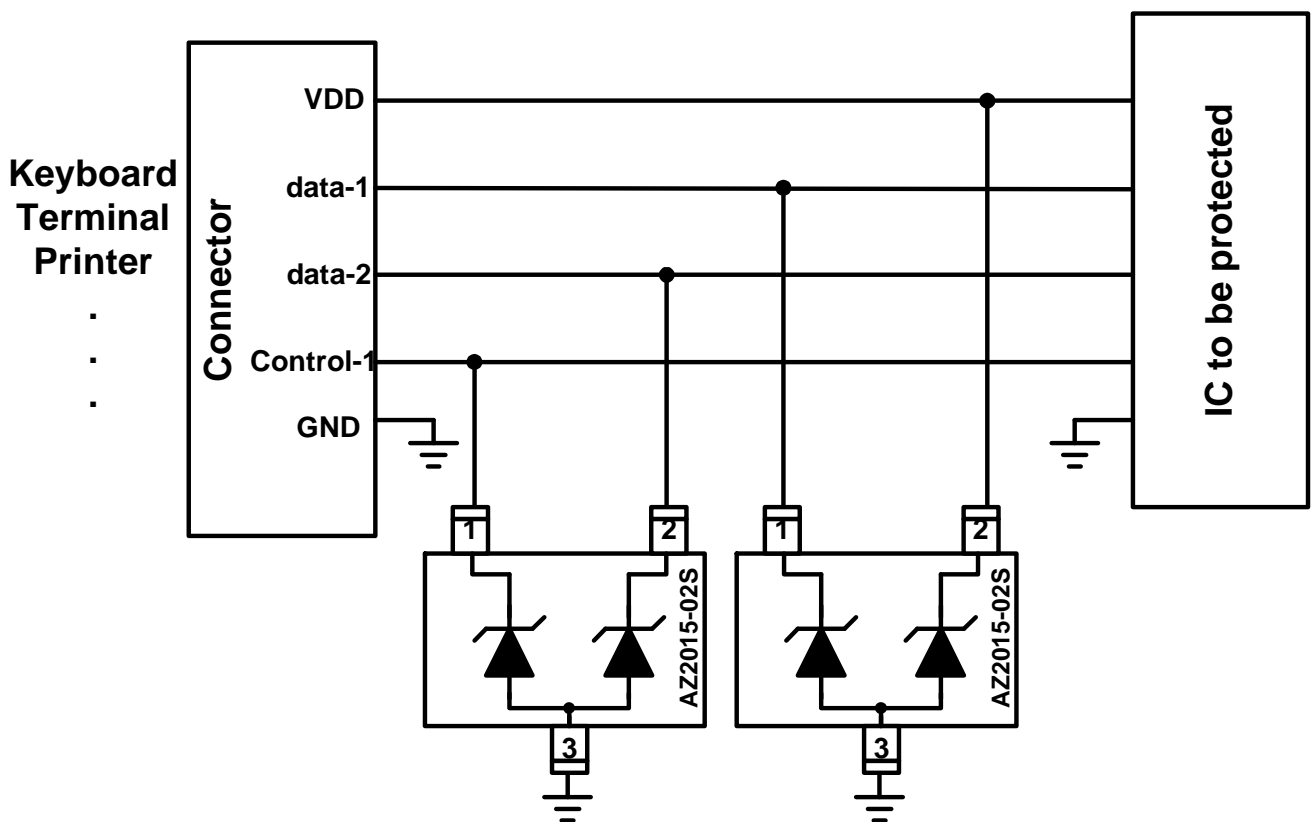 Keyboard
Terminal
Printer
.
.
.
Connector
VDD
data-1
data-2
Control-1
GND
IC to be protected
1
2
AZ2015-02S
3
1
2
AZ2015-02S
3